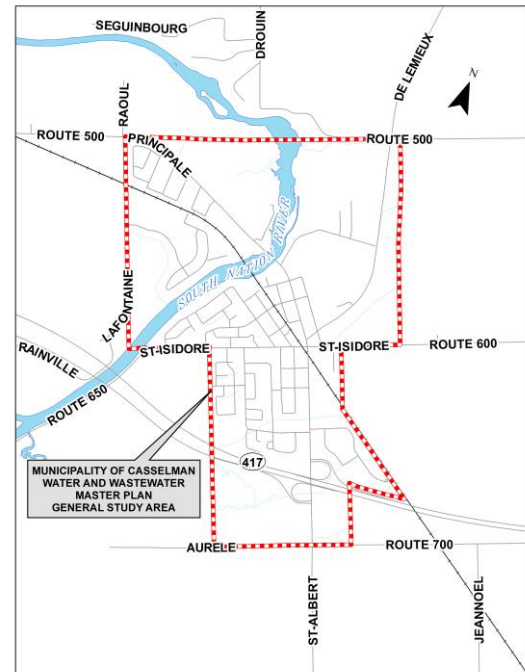 SEGUINBOURG
DROUIN
DE LEMIEUX
N
RAOUL
ROUTE 500
PRINCIPALE
ROUTE 500
SOUTH NATION RIVER
LAFONTAINE
ST-ISIDORE
ST-ISIDORE
ROUTE 600
RAINVILLE
ROUTE 650
417
MUNICIPALITY OF CASSELMAN
WATER AND WASTEWATER
MASTER PLAN
GENERAL STUDY AREA
AURELE
ROUTE 700
ST-ALBERT
JEANNOEL